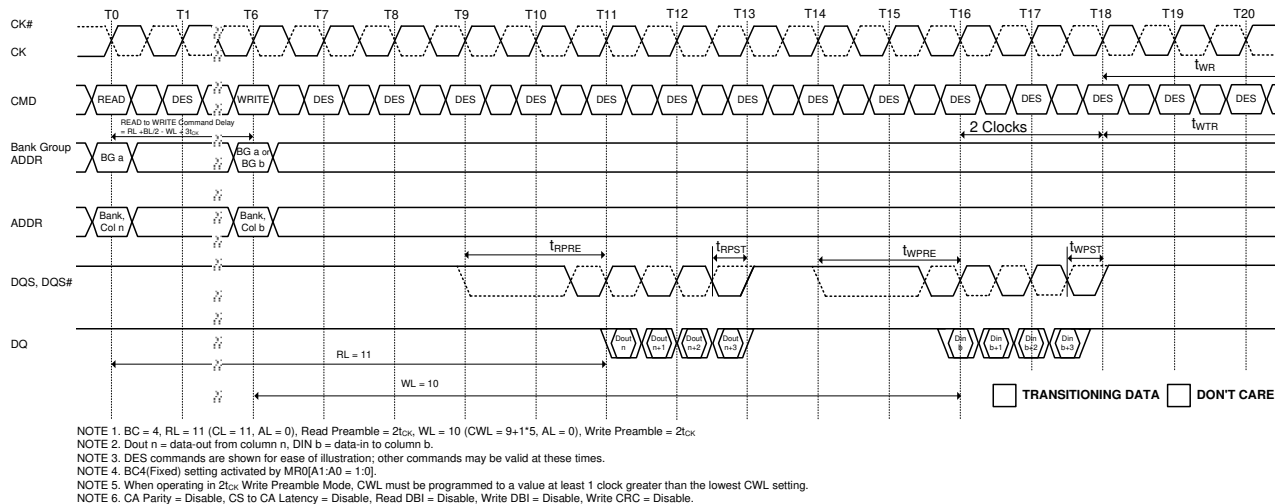 T0 T1 T6 T7 T8 T9 T10 T11 T12 T13 T14 T15 T16 T17 T18 T19 T20
CK#
CK
tWR
CMD READ DES WRITE DES DES DES DES DES DES DES DES DES DES DES DES DES DES
READ to WRITE Command Delay
= RL +BL/2 - WL + 3tCK
2 Clocks tWTR
Bank Group
ADDR
BG a
BG a or
BG b
ADDR
Bank,
Col n
Bank,
Col b
tRPRE tRPST tWPRE tWPST
DQS, DQS#
DQ
Dout
n
Dout
n+1
Dout
n+2
Dout
n+3
Din
b
Din
b+1
Din
b+2
Din
b+3
RL = 11
WL = 10
TRANSITIONING DATA DON'T CARE
NOTE 1. BC = 4, RL = 11 (CL = 11, AL = 0), Read Preamble = 2tCK, WL = 10 (CWL = 9+1*5, AL = 0), Write Preamble = 2tCK
NOTE 2. Dout n = data-out from column n, DIN b = data-in to column b.
NOTE 3. DES commands are shown for ease of illustration; other commands may be valid at these times.
NOTE 4. BC4(Fixed) setting activated by MR0[A1:A0 = 1:0].
NOTE 5. When operating in 2tCK Write Preamble Mode, CWL must be programmed to a value at least 1 clock greater than the lowest CWL setting.
NOTE 6. CA Parity = Disable, CS to CA Latency = Disable, Read DBI = Disable, Write DBI = Disable, Write CRC = Disable.